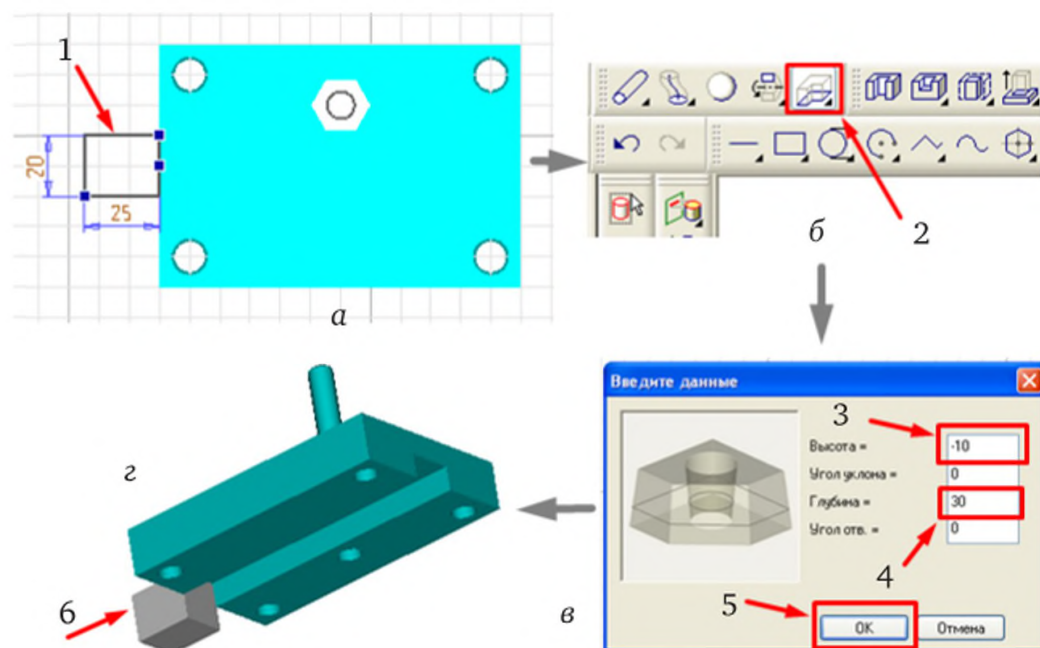 1
20
25
а
2
б
Введите данные
3
Высота =
-10
Угол уклона =
0
Глубина =
30
Угол отв. =
0
4
5
OK
Отмена
в
г
6